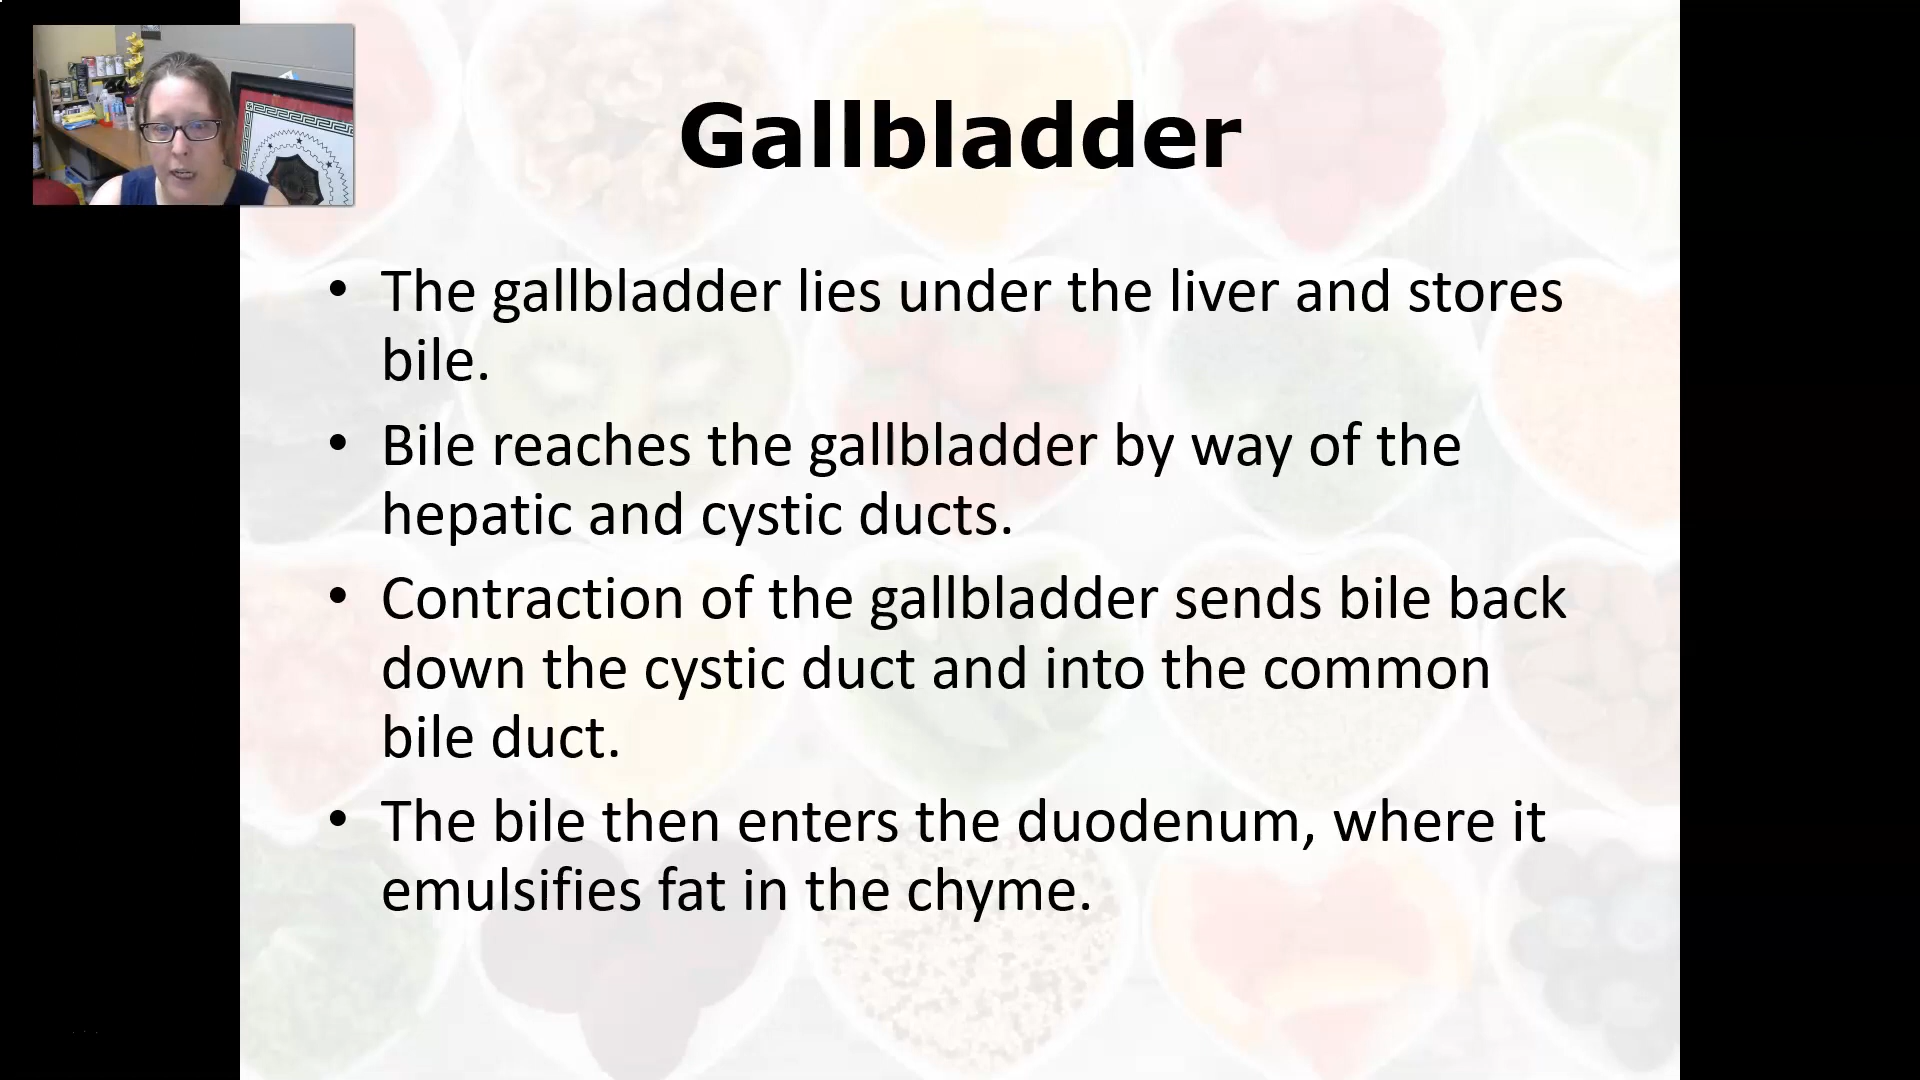 Gallbladder
• The gallbladder lies under the liver and stores
bile.
• Bile reaches the gallbladder by way of the
hepatic and cystic ducts.
• Contraction of the gallbladder sends bile back
down the cystic duct and into the common
bile duct.
• The bile then enters the duodenum, where it
emulsifies fat in the chyme.